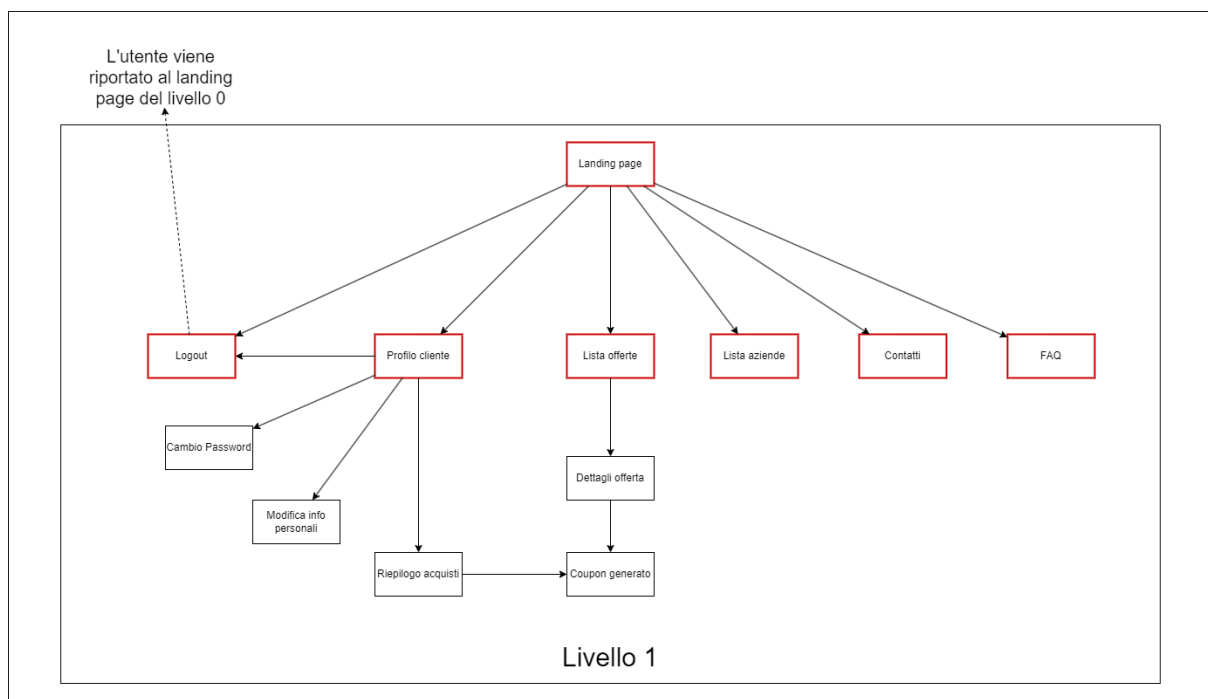 L'utente viene
riportato al landing
page del livello 0
Landing page
Logout
Profilo cliente
Lista offerte
Lista aziende
Contatti
FAQ
Cambio Password
Dettagli offerta
Modifica info
personali
Riepilogo acquisti
Coupon generato
Livello 1